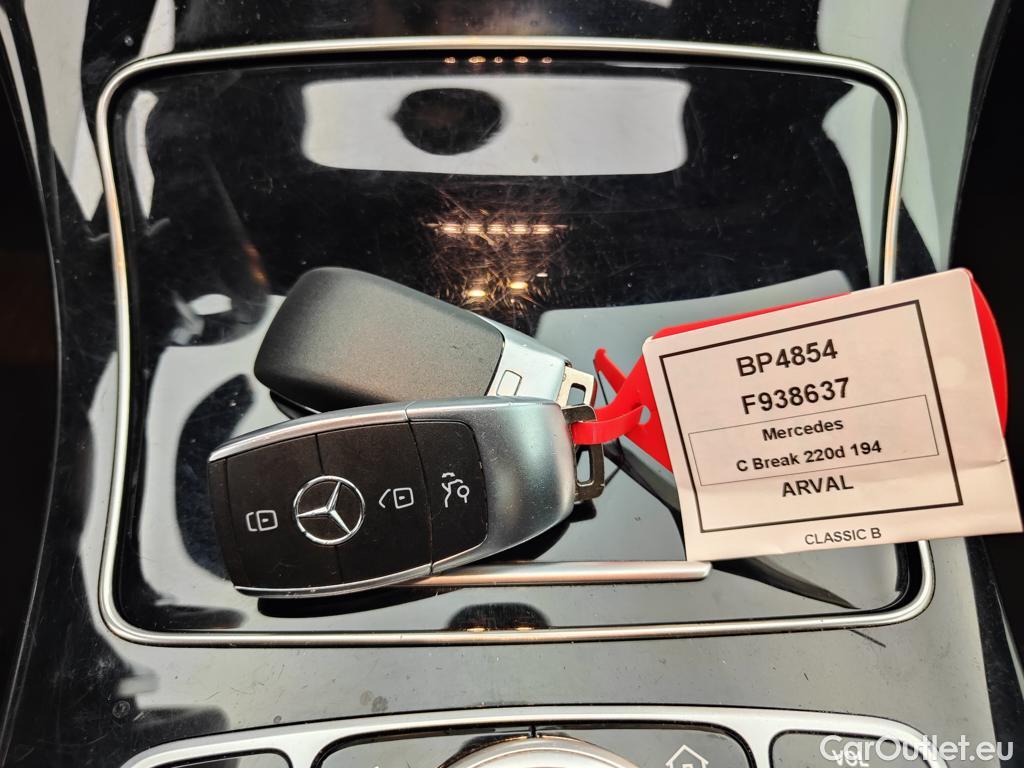 BP4854
F938637
Mercedes
C Break 220d 194
ARVAL
CLASSIC B
VOL
CarOutlet.eu